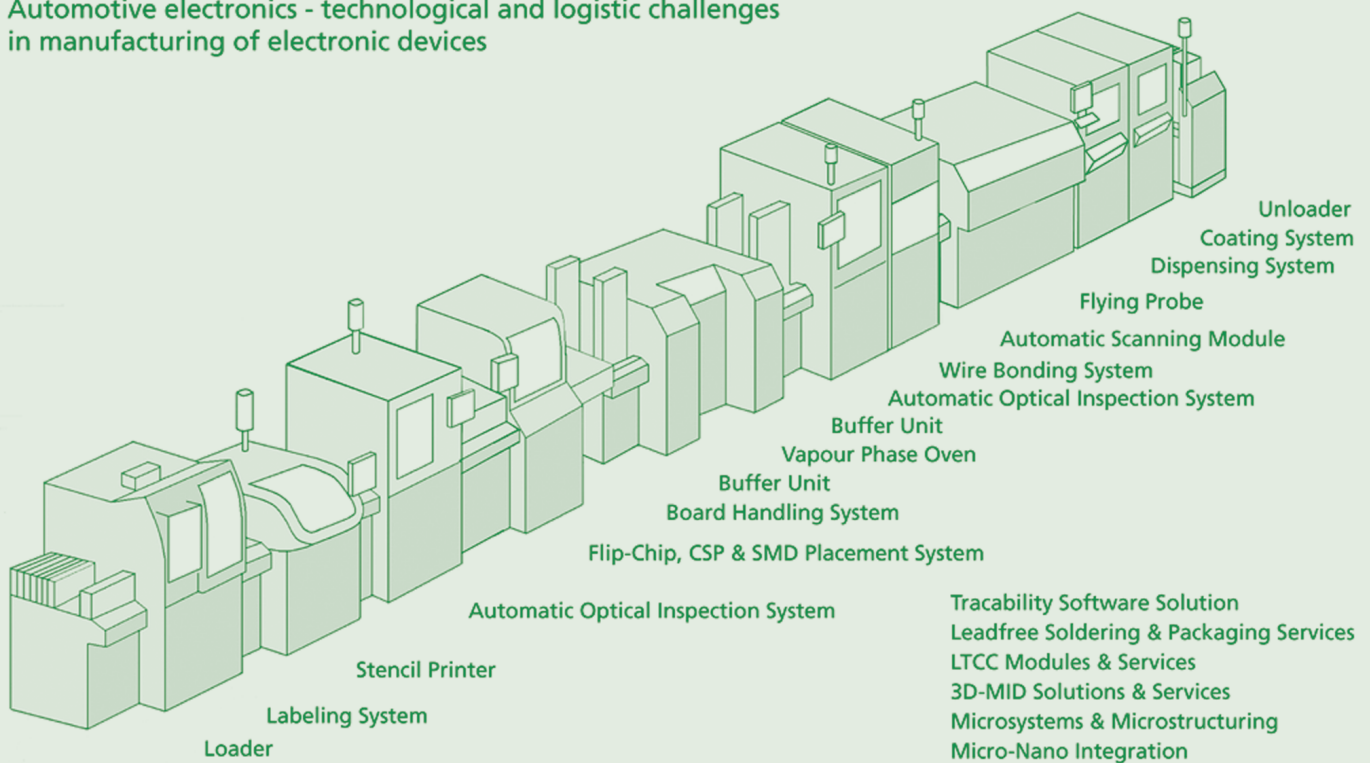 Automotive electronics - technological and logistic challenges
in manufacturing of electronic devices
Unloader
Coating System
Dispensing System
Flying Probe
Automatic Scanning Module
Wire Bonding System
Automatic Optical Inspection System
Buffer Unit
Vapour Phase Oven
Buffer Unit
Board Handling System
Flip-Chip, CSP & SMD Placement System
Automatic Optical Inspection System
Stencil Printer
Labeling System
Loader
Tracability Software Solution
Leadfree Soldering & Packaging Services
LTCC Modules & Services
3D-MID Solutions & Services
Microsystems & Microstructuring
Micro-Nano Integration